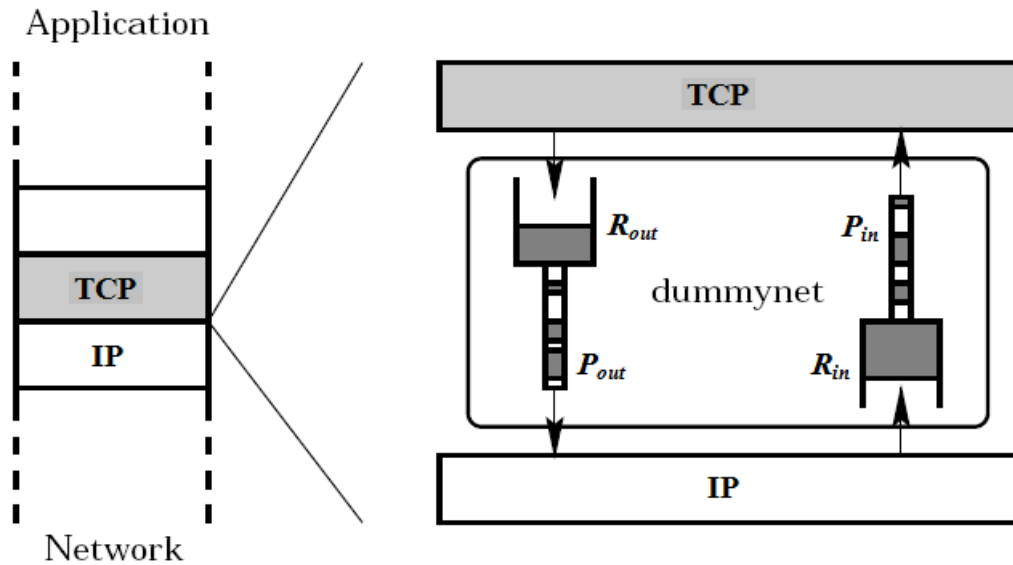 Application
TCP
IP
Network
TCP
R_out
P_out
dummynet
P_in
R_in
IP